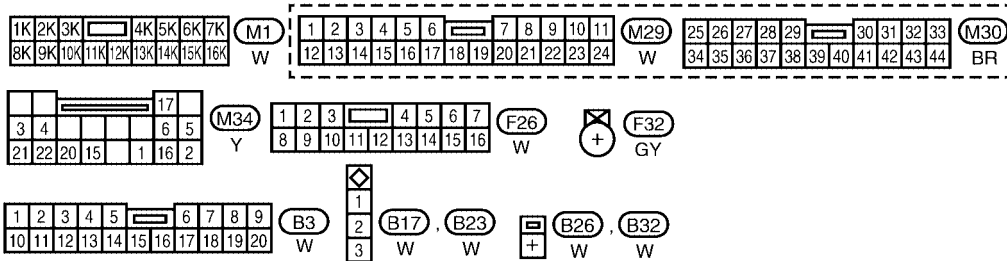 1K 2K 3K 4K 5K 6K 7K M1 1 2 3 4 5 6 7 8 9 10 11 M29 25 26 27 28 29 30 31 32 33 M30
8K 9K 10K 11K 12K 13K 14K 15K 16K W 12 13 14 15 16 17 18 19 20 21 22 23 24 W 34 35 36 37 38 39 40 41 42 43 44 BR
17 M34 1 2 3 4 5 6 7 F26 F32
3 4 6 5 Y 8 9 10 11 12 13 14 15 16 W + GY
21 22 20 15 1 16 2
1 2 3 4 5 6 7 8 9 B3 1 B17 , B23 B26 , B32
10 11 12 13 14 15 16 17 18 19 20 W 2 W W + W W
3